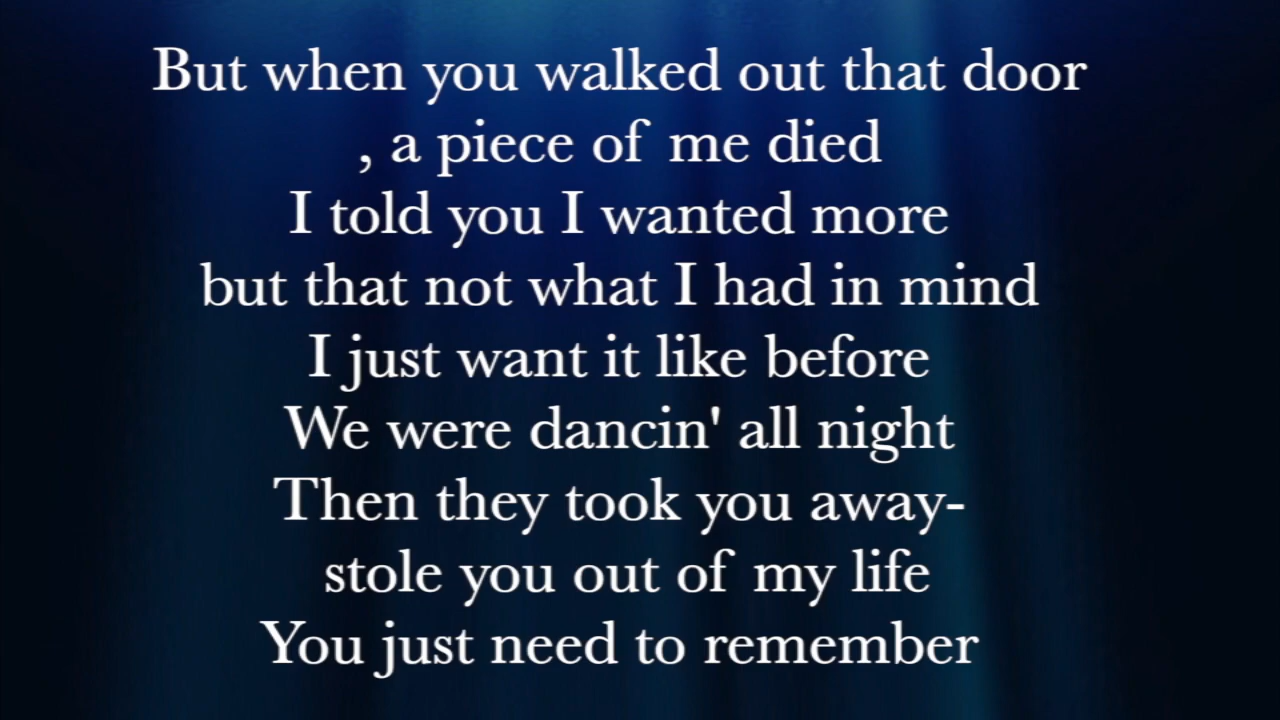 But when you walked out that door
, a piece of me died
I told you I wanted more
but that not what I had in mind
I just want it like before
We were dancin' all night
Then they took you away-
stole you out of my life
You just need to remember